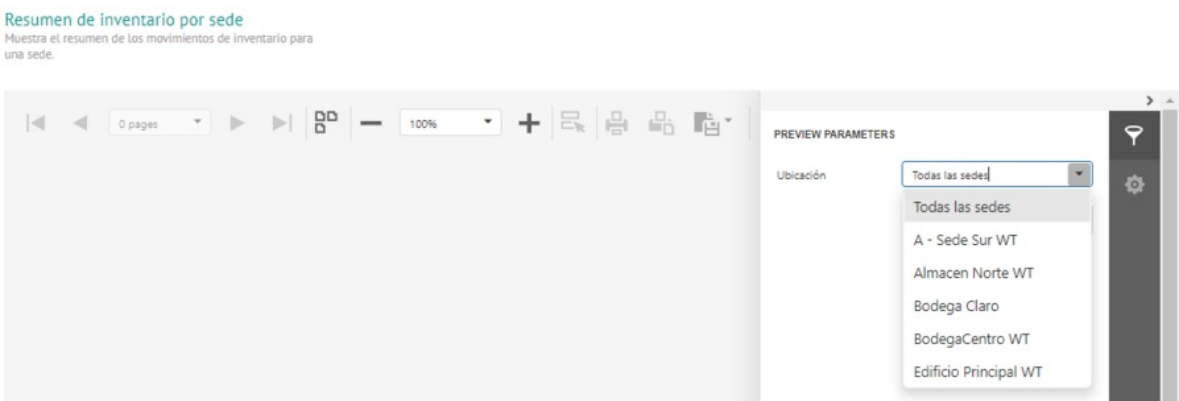 Resumen de inventario por sede
Muestra el resumen de los movimientos de inventario para
una sede.
0 pages
100%
PREVIEW PARAMETERS
Ubicación
Todas las sedes
Todas las sedes
A - Sede Sur WT
Almacen Norte WT
Bodega Claro
BodegaCentro WT
Edificio Principal WT